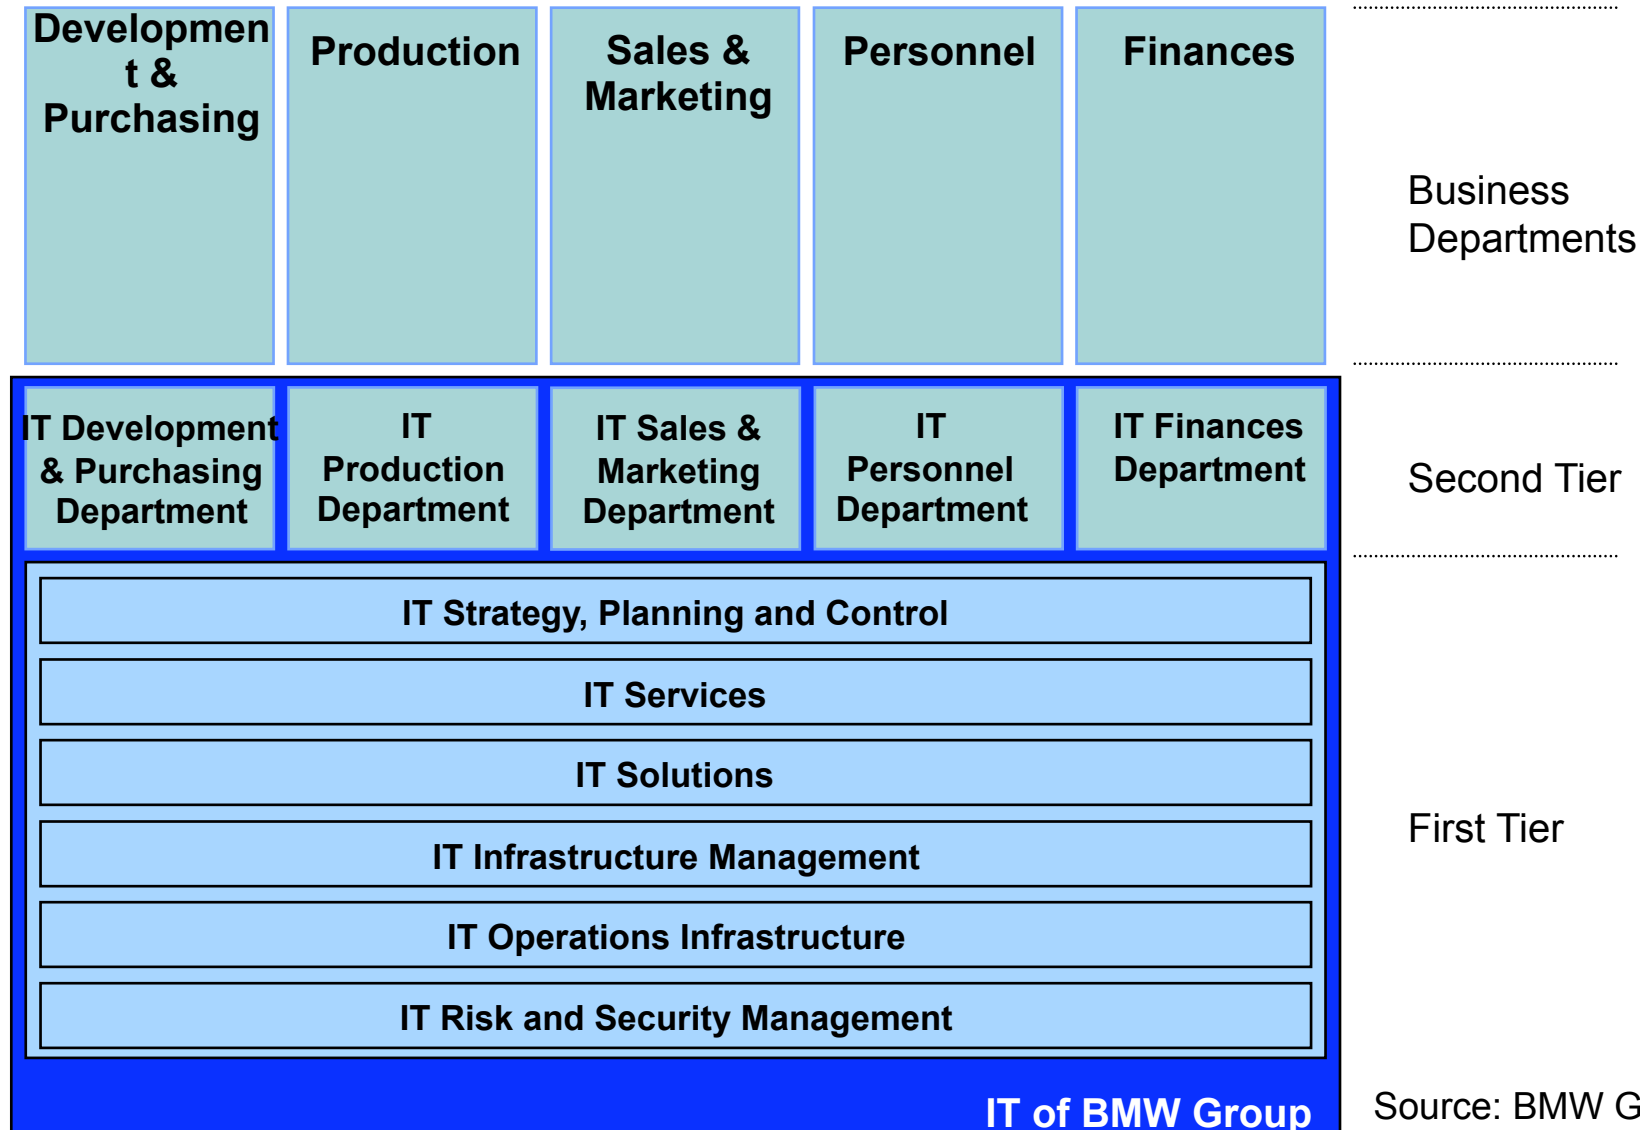 Developmen
t &
Purchasing
Production
Sales &
Marketing
Personnel
Finances
Business
Departments
IT Development
& Purchasing
Department
IT
Production
Department
IT Sales &
Marketing
Department
IT
Personnel
Department
IT Finances
Department
Second Tier
IT Strategy, Planning and Control
IT Services
IT Solutions
IT Infrastructure Management
IT Operations Infrastructure
IT Risk and Security Management
First Tier
IT of BMW Group
Source: BMW G